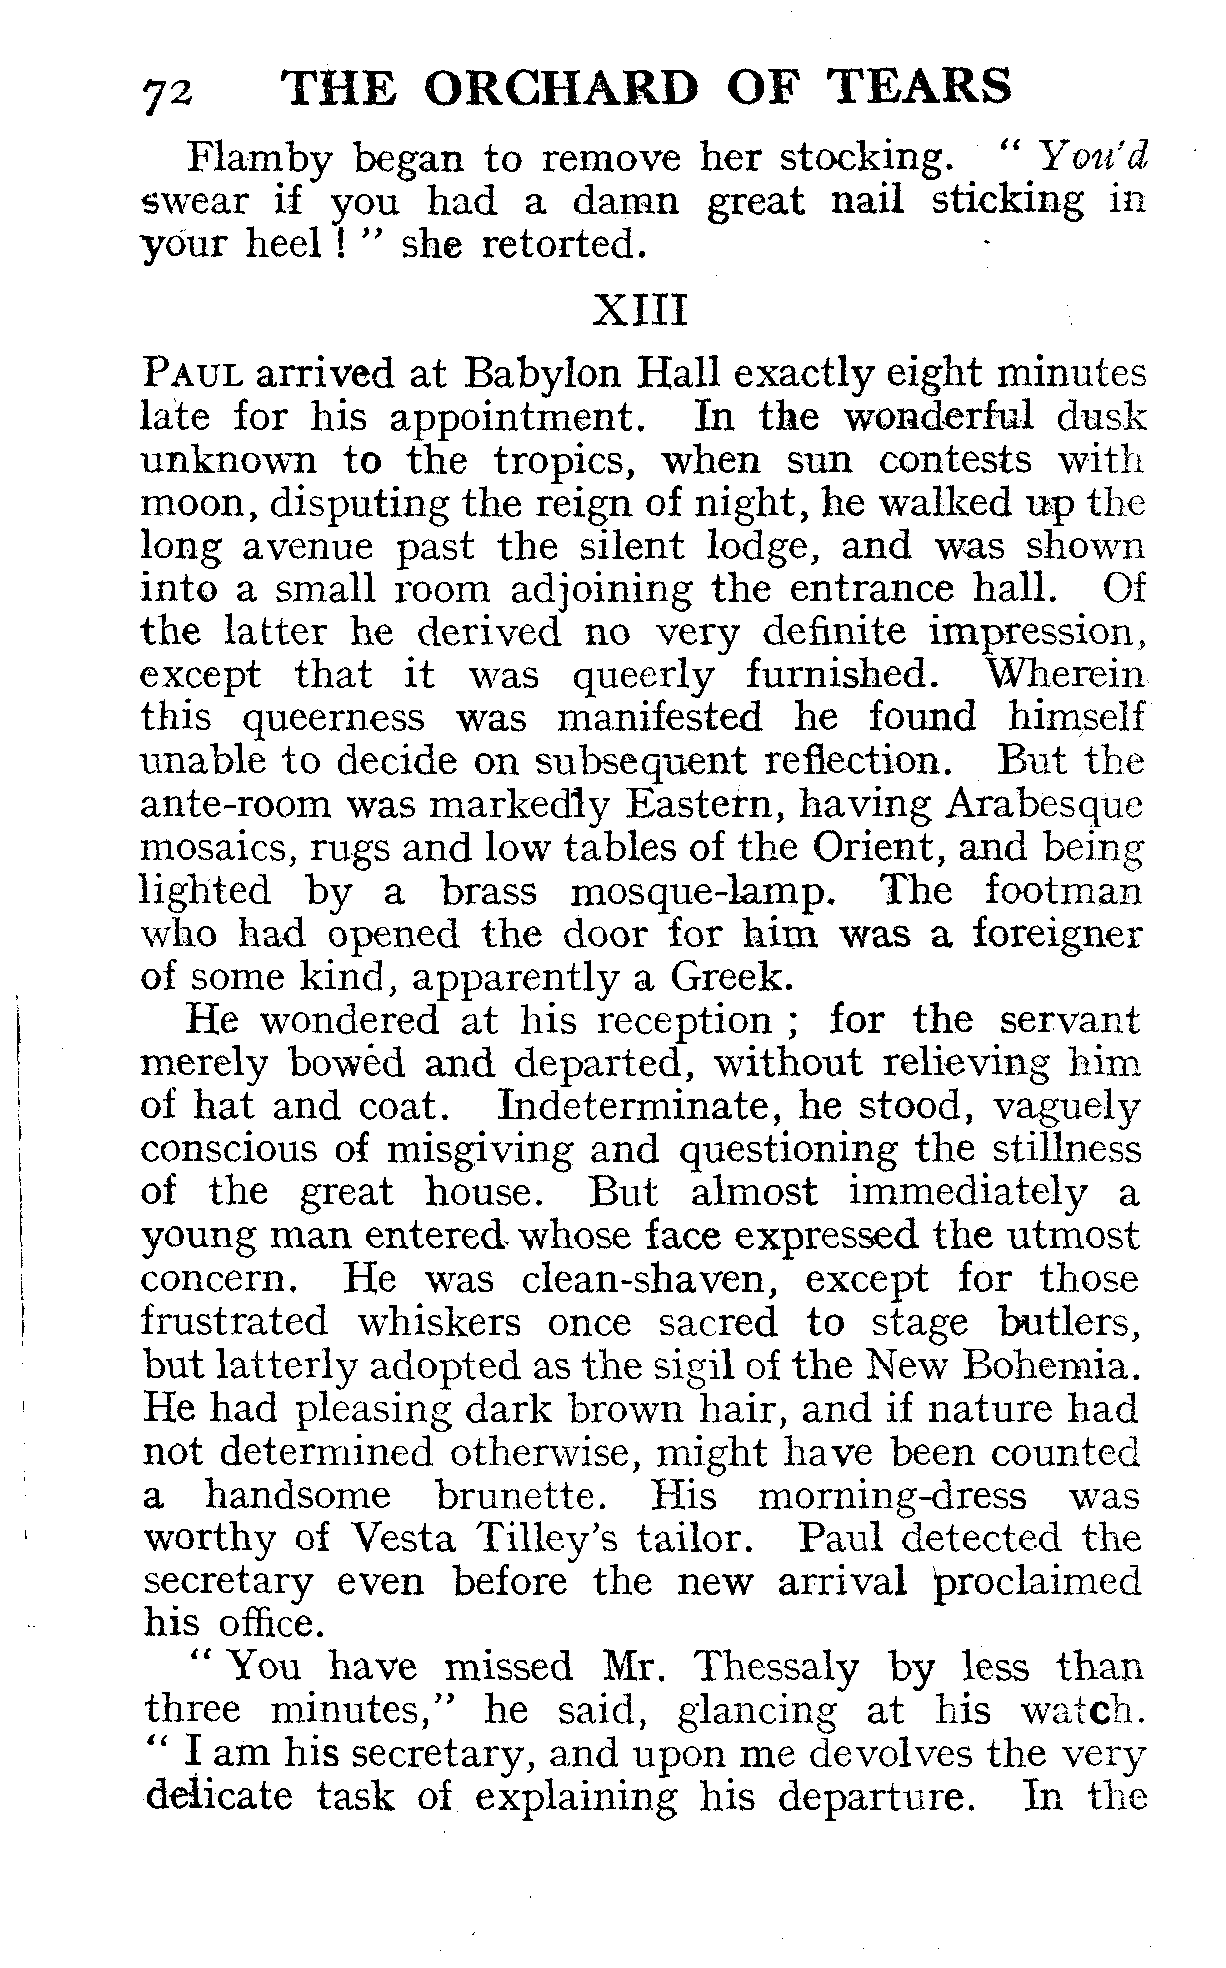 72 THE ORCHARD OF TEARS
Flamby began to remove her stocking. " You'd
swear if you had a damn great nail sticking in
your heel ! " she retorted.
XIII
PAUL arrived at Babylon Hall exactly eight minutes
late for his appointment. In the wonderful dusk
unknown to the tropics, when sun contests with
moon, disputing the reign of night, he walked up the
long avenue past the silent lodge, and was shown
into a small room adjoining the entrance hall. Of
the latter he derived no very definite impression,
except that it was queerly furnished. Wherein
this queerness was manifested he found himself
unable to decide on subsequent reflection. But the
ante-room was markedly Eastern, having Arabesque
mosaics, rugs and low tables of the Orient, and being
lighted by a brass mosque-lamp. The footman
who had opened the door for him was a foreigner
of some kind, apparently a Greek.
He wondered at his reception ; for the servant
merely bowed and departed, without relieving him
of hat and coat. Indeterminate, he stood, vaguely
conscious of misgiving and questioning the stillness
of the great house. But almost immediately a
young man entered whose face expressed the utmost
concern. He was clean-shaven, except for those
frustrated whiskers once sacred to stage butlers,
but latterly adopted as the sigil of the New Bohemia.
He had pleasing dark brown hair, and if nature had
not determined otherwise, might have been counted
a handsome brunette. His morning-dress was
worthy of Vesta Tilley's tailor. Paul detected the
secretary even before the new arrival proclaimed
his office.
" You have missed Mr. Thessaly by less than
three minutes," he said, glancing at his watch.
" I am his secretary, and upon me devolves the very
delicate task of explaining his departure. In the